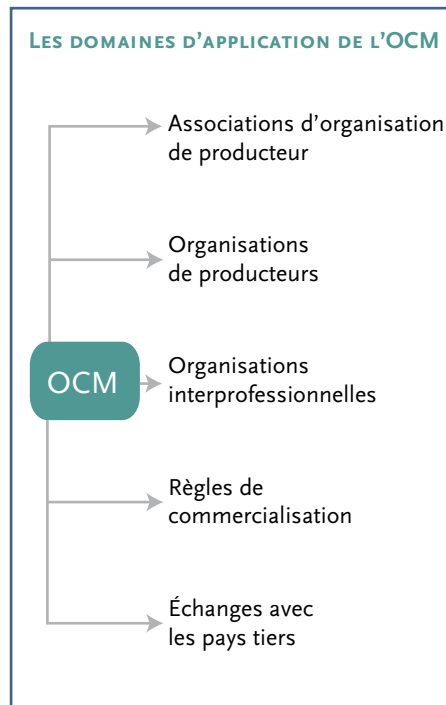 LES DOMAINES D'APPLICATION DE L'OCM
Associations d'organisation
de producteur
Organisations
de producteurs
OCM
Organisations
interprofessionnelles
Règles de
commercialisation
Échanges avec
les pays tiers